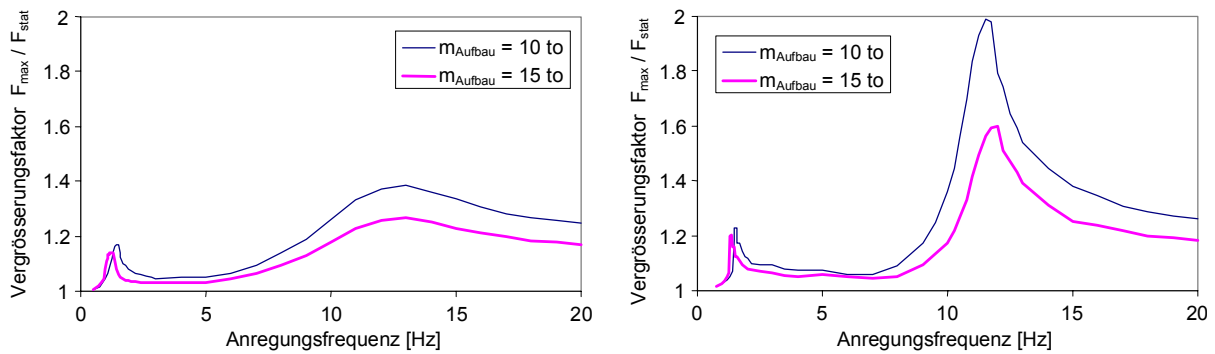 Vergrösserungsfaktor F_max / F_stat
2
1.8
1.6
1.4
1.2
1
0
5
10
15
20
Anregungsfrequenz [Hz]
m_Aufbau = 10 to
m_Aufbau = 15 to
Vergrösserungsfaktor F_max / F_stat
2
1.8
1.6
1.4
1.2
1
0
5
10
15
20
Anregungsfrequenz [Hz]
m_Aufbau = 10 to
m_Aufbau = 15 to